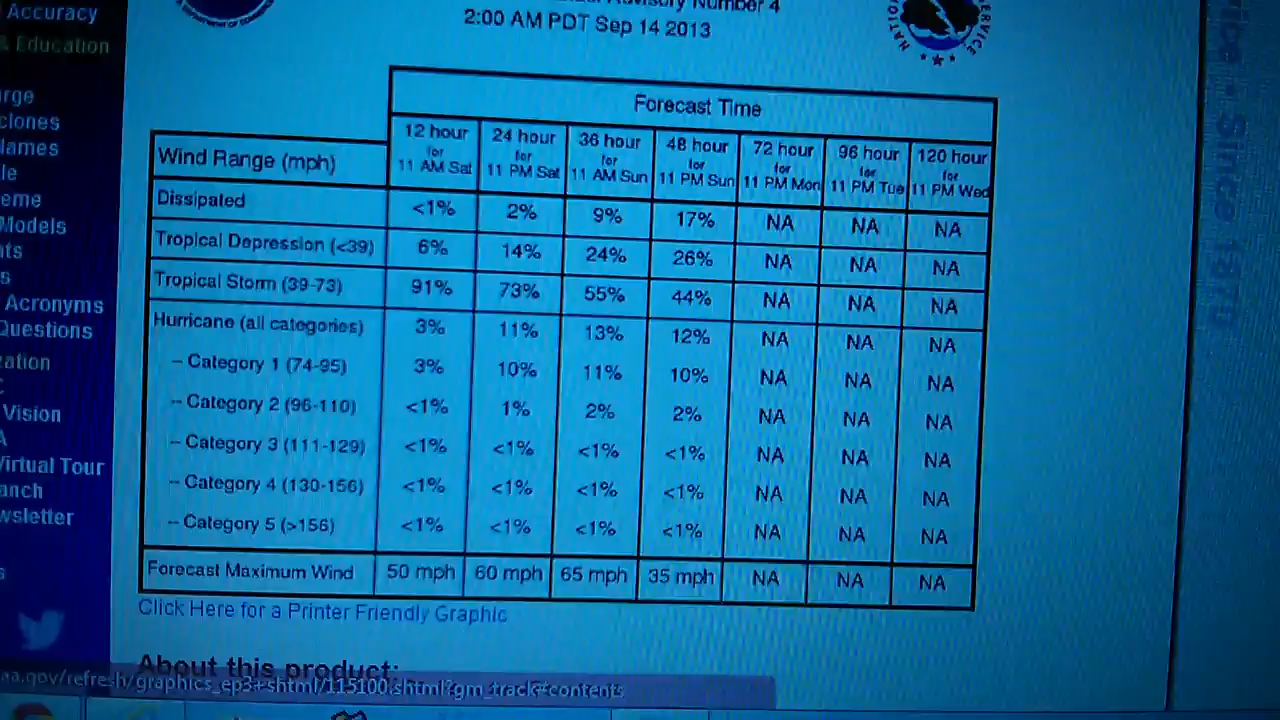 Accuracy
& Education
clones
Models
Acronyms
Questions
Vision
Virtual Tour
Advisory Number 4
2:00 AM PDT Sep 14 2013
SERVICE
Forecast Time
Wind Range (mph) 12 hour for 11 AM Sat 24 hour for 11 PM Sat 36 hour for 11 AM Sun 48 hour for 11 PM Sun 72 hour for 11 PM Mon 96 hour for 11 PM Tue 120 hour for 11 PM Wed
Dissipated <1% 2% 9% 17% NA NA NA
Tropical Depression (<39) 6% 14% 24% 26% NA NA NA
Tropical Storm (39-73) 91% 73% 55% 44% NA NA NA
Hurricane (all categories) 3% 11% 13% 12% NA NA NA
– Category 1 (74-95) 3% 10% 11% 10% NA NA NA
– Category 2 (96-110) <1% 1% 2% 2% NA NA NA
– Category 3 (111-129) <1% <1% <1% <1% NA NA NA
– Category 4 (130-156) <1% <1% <1% <1% NA NA NA
– Category 5 (>156) <1% <1% <1% <1% NA NA NA
Forecast Maximum Wind 50 mph 60 mph 65 mph 35 mph NA NA NA
Click Here for a Printer Friendly Graphic
About this product:
aa.gov/refresh/graphics_ep3+shtml/115100.shtml?gm_track#contents